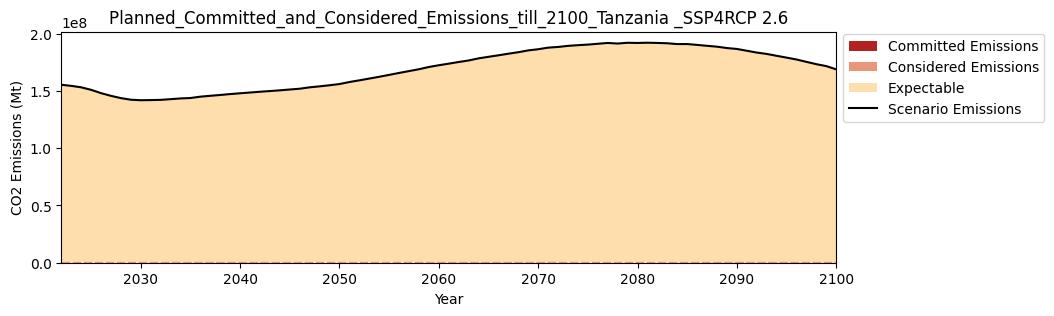 Planned_Committed_and_Considered_Emissions_till_2100_Tanzania _SSP4RCP 2.6
1e8
2.0
1.5
1.0
0.5
0.0
CO2 Emissions (Mt)
2030 2040 2050 2060 2070 2080 2090 2100
Year
Committed Emissions
Considered Emissions
Expectable
Scenario Emissions